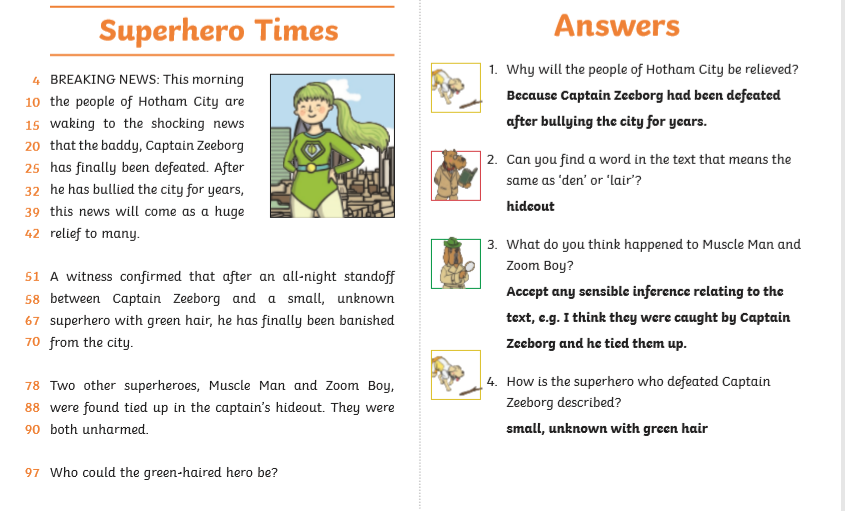 Superhero Times
4 BREAKING NEWS: This morning
10 the people of Hotham City are
15 waking to the shocking news
20 that the baddy, Captain Zeeborg
25 has finally been defeated. After
32 he has bullied the city for years,
39 this news will come as a huge
42 relief to many.
51 A witness confirmed that after an all-night standoff
58 between Captain Zeeborg and a small, unknown
67 superhero with green hair, he has finally been banished
70 from the city.
78 Two other superheroes, Muscle Man and Zoom Boy,
88 were found tied up in the captain's hideout. They were
90 both unharmed.
97 Who could the green-haired hero be?
Answers
1. Why will the people of Hotham City be relieved?
Because Captain Zeeborg had been defeated
after bullying the city for years.
2. Can you find a word in the text that means the
same as 'den' or 'lair'?
hideout
3. What do you think happened to Muscle Man and
Zoom Boy?
Accept any sensible inference relating to the
text, e.g. I think they were caught by Captain
Zeeborg and he tied them up.
4. How is the superhero who defeated Captain
Zeeborg described?
small, unknown with green hair